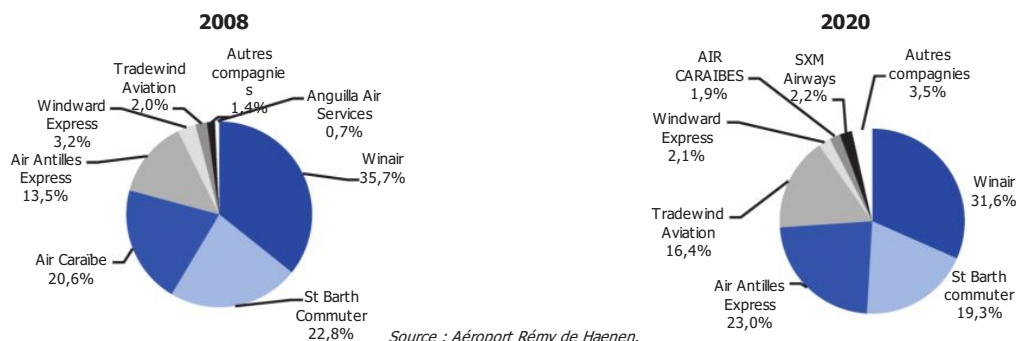 2008
Autres
compagnie
s
1,4%
Anguilla Air
Services
0,7%
Winair
35,7%
St Barth
Commuter
22,8%
Air Caraïbe
20,6%
Air Antilles
Express
13,5%
Windward
Express
3,2%
Tradewind
Aviation
2,0%
2020
AIR
CARAIBES
1,9%
SXM
Airways
2,2%
Autres
compagnies
3,5%
Winair
31,6%
St Barth
commuter
19,3%
Air Antilles
Express
23,0%
Tradewind
Aviation
16,4%
Windward
Express
2,1%
Source : Aéroport Rémy de Haenen.